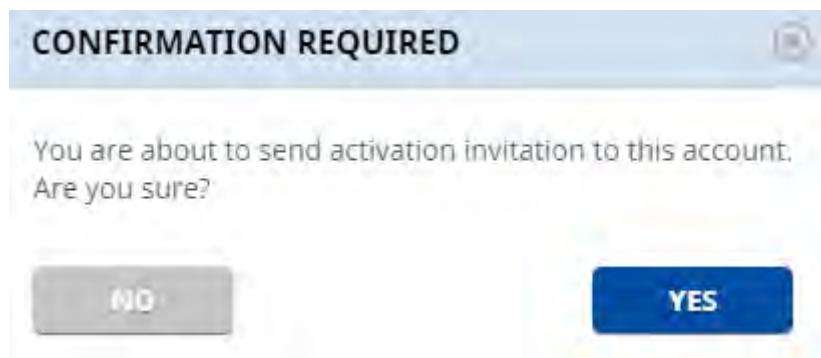 CONFIRMATION REQUIRED
You are about to send activation invitation to this account.
Are you sure?
NO
YES